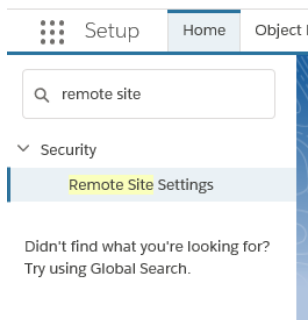 Setup
Home
Object
remote site
Security
Remote Site Settings
Didn't find what you're looking for?
Try using Global Search.